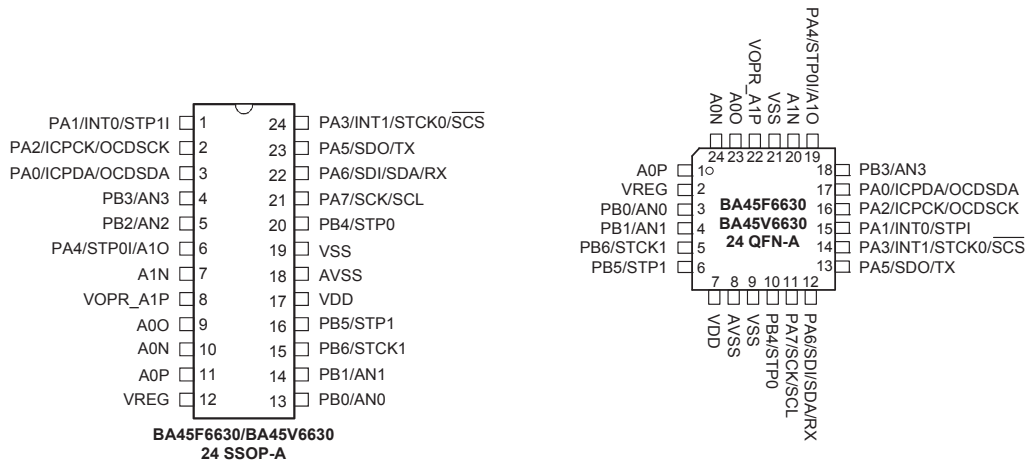 PA1/INT0/STP1I 1
PA2/ICPCK/OCDSCK 2
PA0/ICPDA/OCDSDA 3
PB3/AN3 4
PB2/AN2 5
PA4/STP0I/A1O 6
A1N 7
VOPR_A1P 8
A0O 9
A0N 10
A0P 11
VREG 12
24 PA3/INT1/STCK0/SCS
23 PA5/SDO/TX
22 PA6/SDI/SDA/RX
21 PA7/SCK/SCL
20 PB4/STP0
19 VSS
18 AVSS
17 VDD
16 PB5/STP1
15 PB6/STCK1
14 PB1/AN1
13 PB0/AN0
BA45F6630/BA45V6630
24 SSOP-A
A0N 24
A0O 23
VOPR_A1P 22
VSS 21
A1N 20
PA4/STP0I/A1O 19
A0P 1
VREG 2
PB0/AN0 3
PB1/AN1 4
PB6/STCK1 5
PB5/STP1 6
BA45F6630
BA45V6630
24 QFN-A
18 PB3/AN3
17 PA0/ICPDA/OCDSDA
16 PA2/ICPCK/OCDSCK
15 PA1/INT0/STPI
14 PA3/INT1/STCK0/SCS
13 PA5/SDO/TX
7 VDD
8 AVSS
9 VSS
10 PB4/STP0
11 PA7/SCK/SCL
12 PA6/SDI/SDA/RX